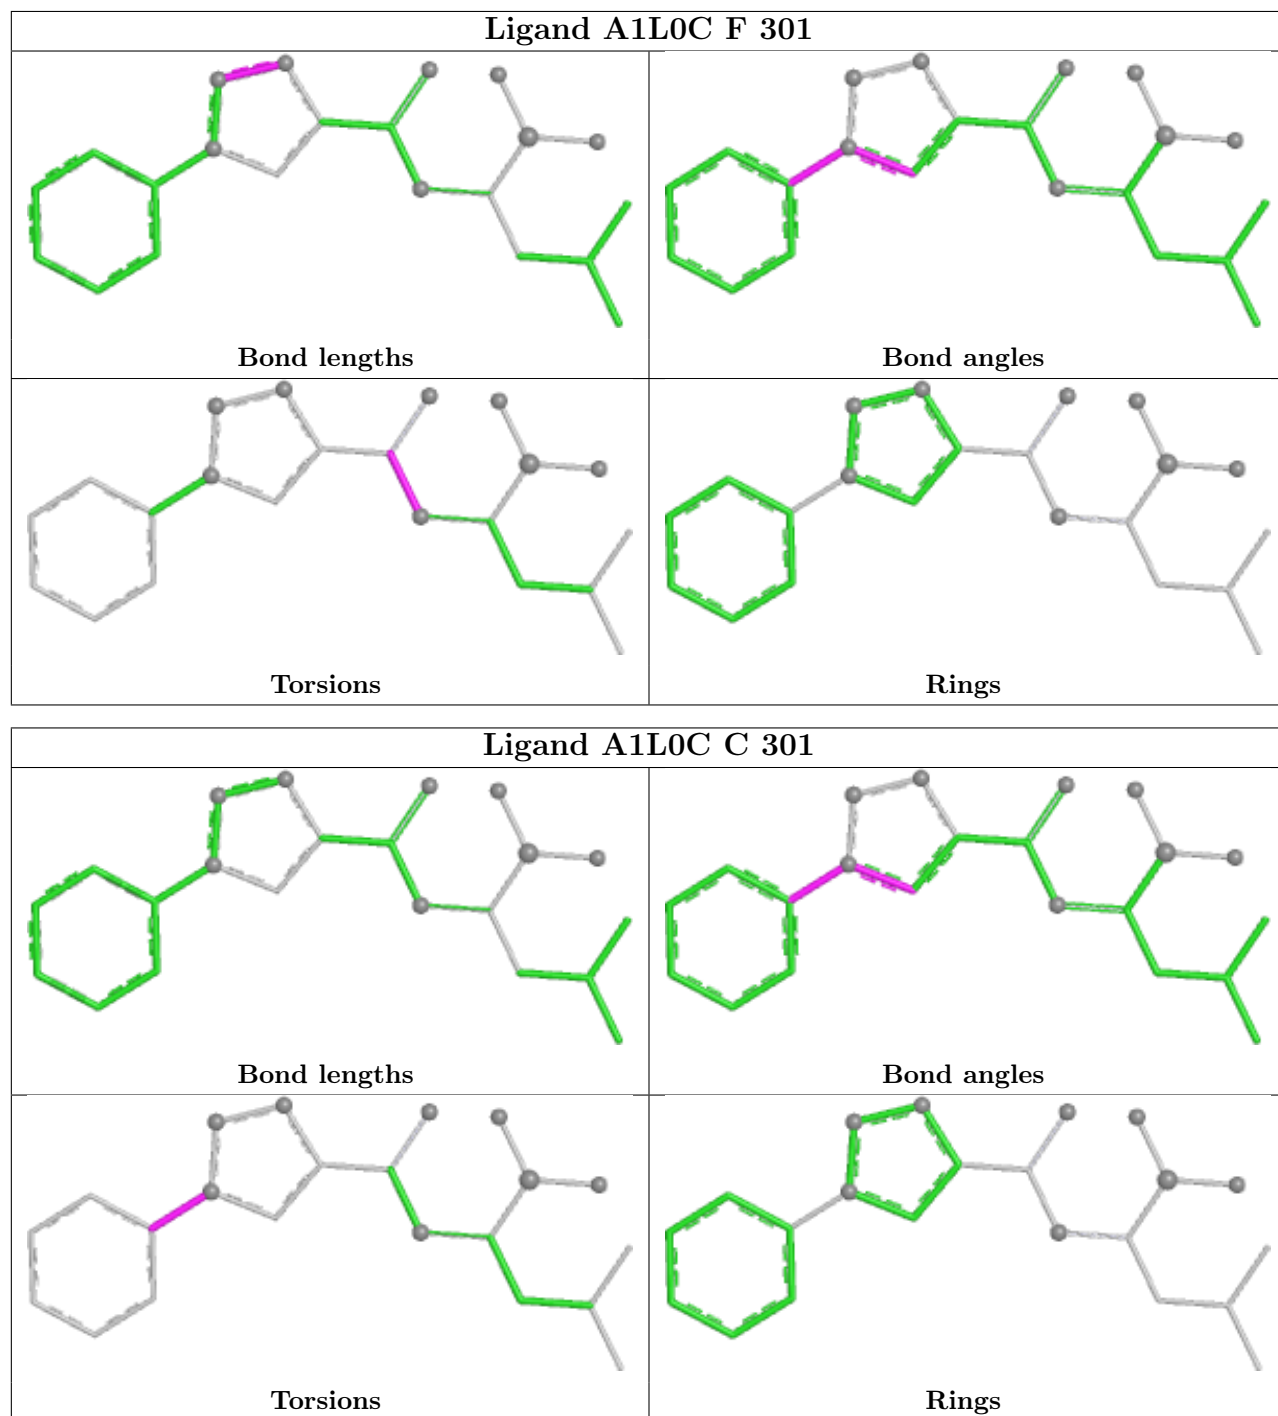 Ligand A1L0C F 301
Bond lengths
Bond angles
Torsions
Rings
Ligand A1L0C C 301
Bond lengths
Bond angles
Torsions
Rings